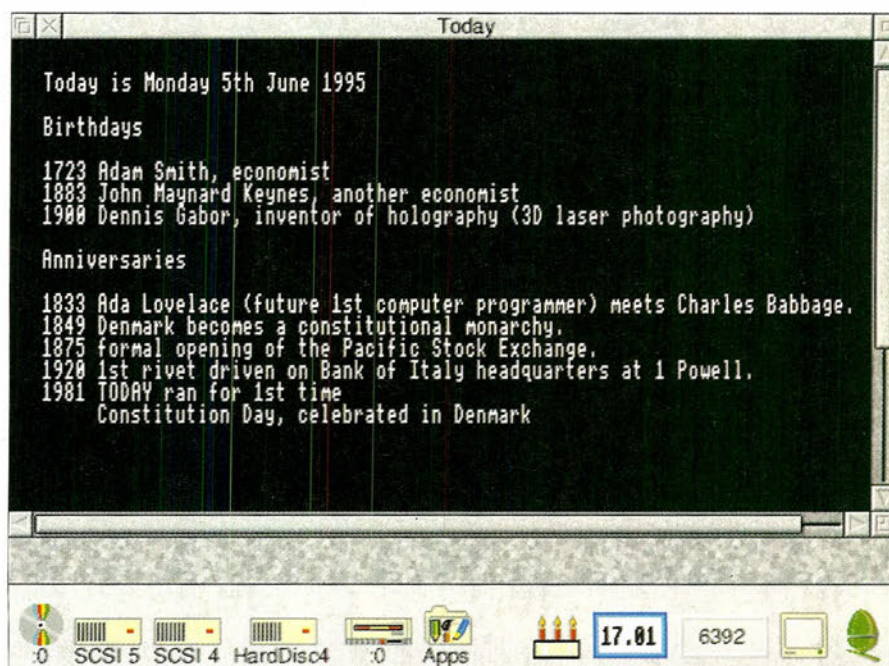 Today
Today is Monday 5th June 1995
Birthdays
1723 Adam Smith, economist
1883 John Maynard Keynes, another economist
1900 Dennis Gabor, inventor of holography (3D laser photography)
Anniversaries
1833 Ada Lovelace (future 1st computer programmer) meets Charles Babbage.
1849 Denmark becomes a constitutional monarchy.
1875 formal opening of the Pacific Stock Exchange.
1920 1st rivet driven on Bank of Italy headquarters at 1 Powell.
1981 TODAY ran for 1st time
Constitution Day, celebrated in Denmark
17.01
6392
:0 SCSI 5 SCSI 4 HardDisc4 :0 Apps